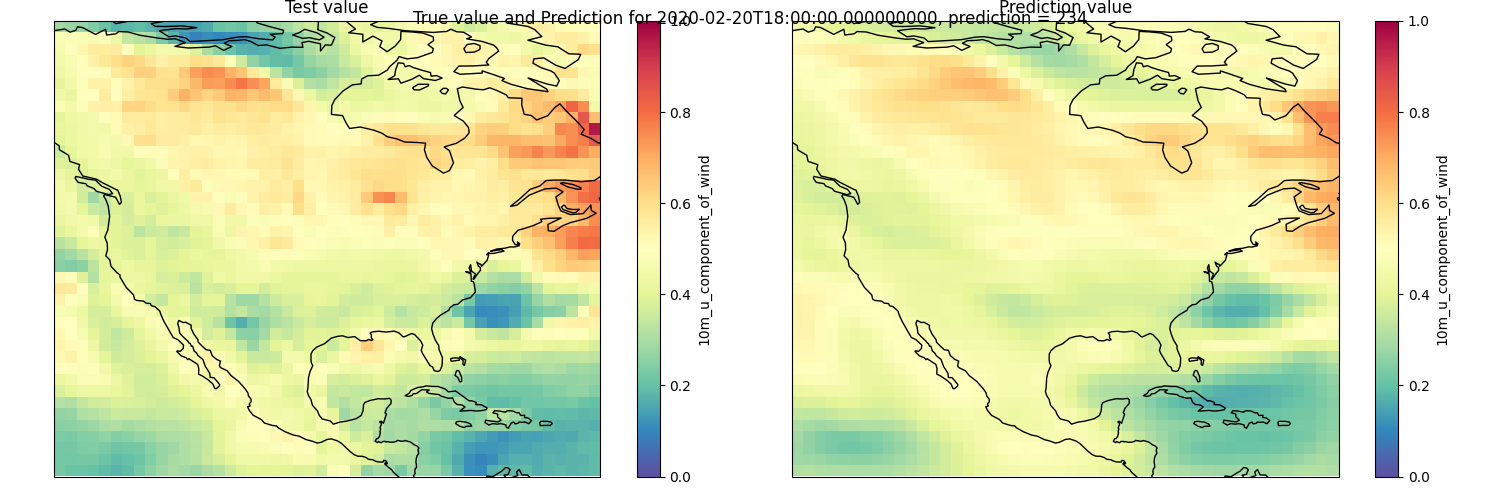 Test value
Prediction value
True value and Prediction for 2020-02-20T18:00:00.000000000, prediction = 234
1.0
0.8
0.6
0.4
0.2
0.0
10m_u_component_of_wind
1.0
0.8
0.6
0.4
0.2
0.0
10m_u_component_of_wind